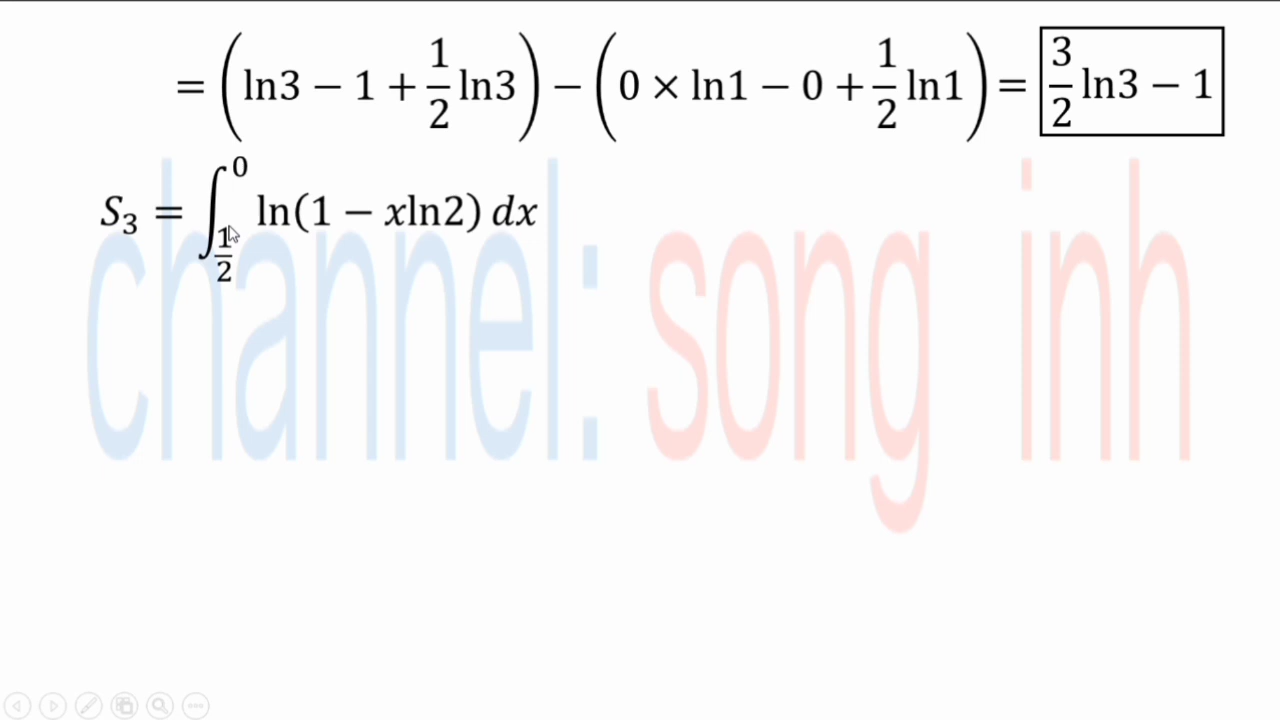 = (ln3 − 1 + 1/2 ln3) − (0 × ln1 − 0 + 1/2 ln1) = 3/2 ln3 − 1
S₃ = ∫_{1/2}^{0} ln(1 − xln2) dx
channel: song inh